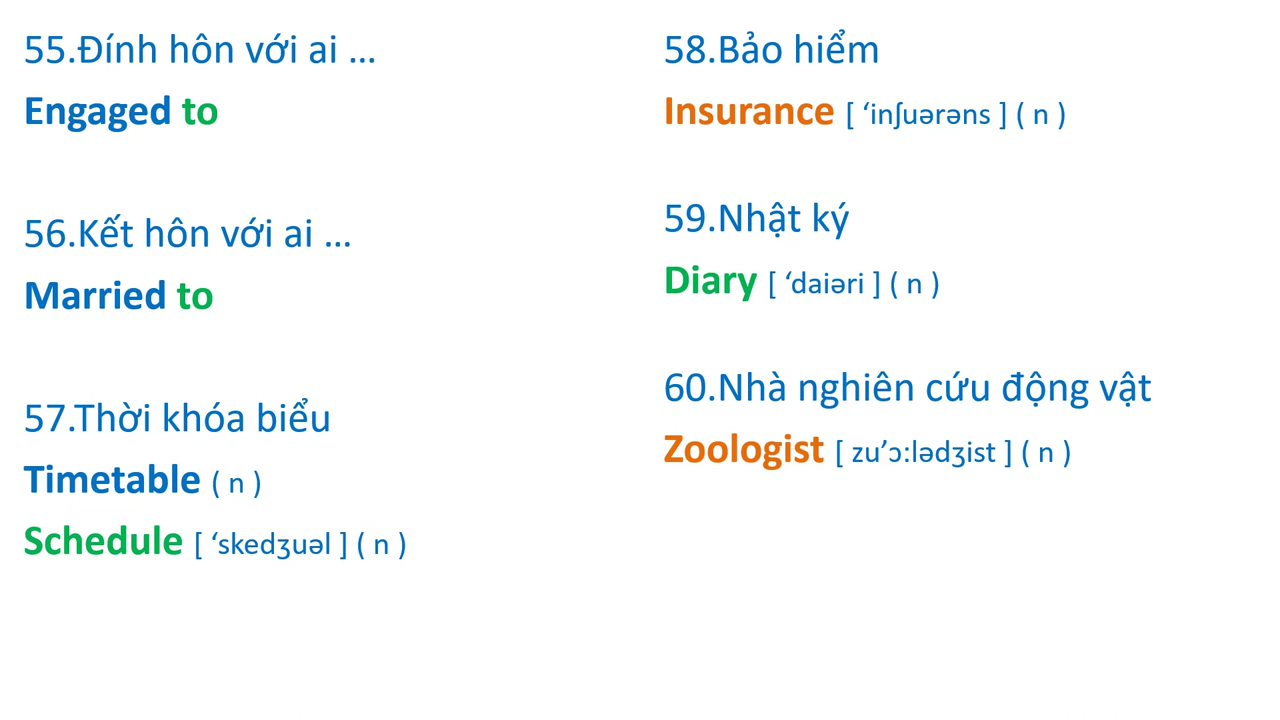 55.Đính hôn với ai ...
Engaged to
56.Kết hôn với ai ...
Married to
57.Thời khóa biểu
Timetable ( n )
Schedule [ ‘skedʒuəl ] ( n )
58.Bảo hiểm
Insurance [ ‘inʃuərəns ] ( n )
59.Nhật ký
Diary [ ‘daiəri ] ( n )
60.Nhà nghiên cứu động vật
Zoologist [ zu’ɔ:lədʒist ] ( n )